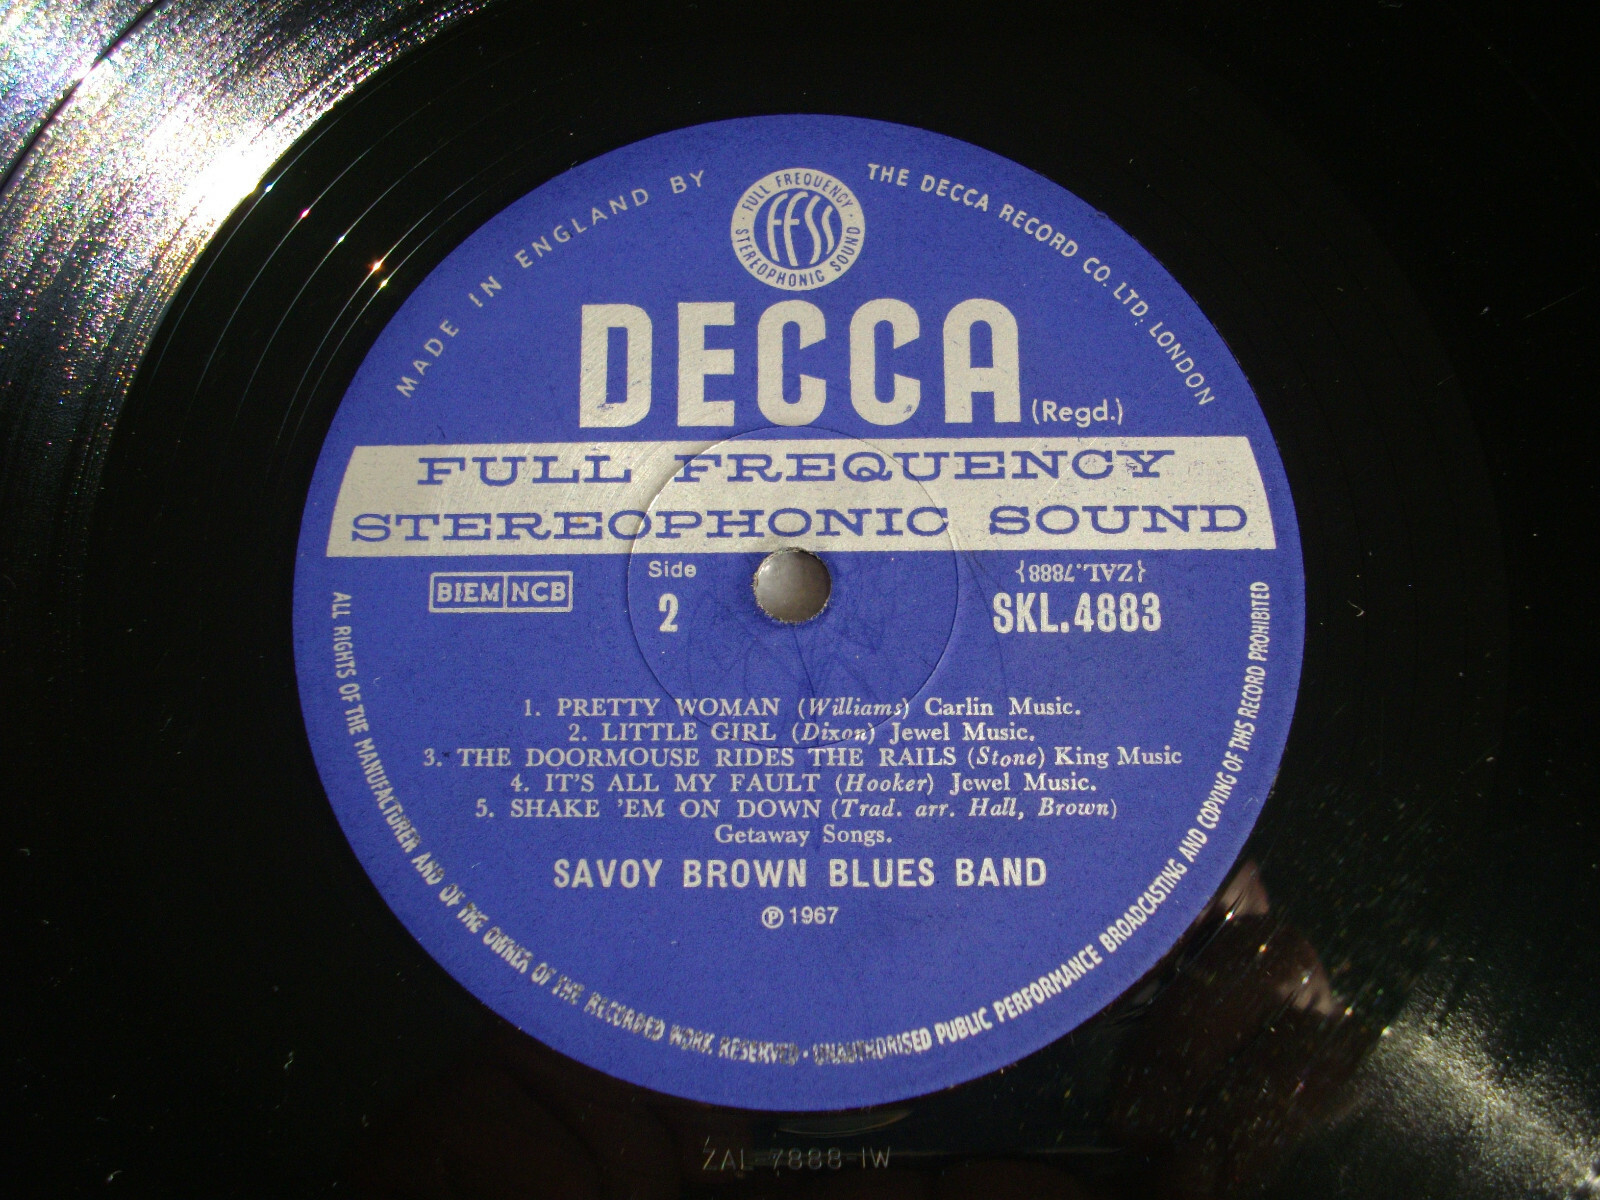 MADE IN ENGLAND BY
THE DECCA RECORD CO. LTD. LONDON
FULL FREQUENCY
FFSS
STEREOPHONIC SOUND
DECCA (Regd.)
FULL FREQUENCY
STEREOPHONIC SOUND
BIEM NCB
Side
2
{ZAL.7888}
SKL.4883
1. PRETTY WOMAN (Williams) Carlin Music.
2. LITTLE GIRL (Dixon) Jewel Music.
3. THE DOORMOUSE RIDES THE RAILS (Stone) King Music
4. IT'S ALL MY FAULT (Hooker) Jewel Music.
5. SHAKE 'EM ON DOWN (Trad. arr. Hall, Brown)
Getaway Songs.
SAVOY BROWN BLUES BAND
℗ 1967
ALL RIGHTS OF THE MANUFACTURER AND OF THE OWNER OF THE RECORDED WORK RESERVED · UNAUTHORISED PUBLIC PERFORMANCE BROADCASTING AND COPYING OF THIS RECORD PROHIBITED
ZAL-7888-1W